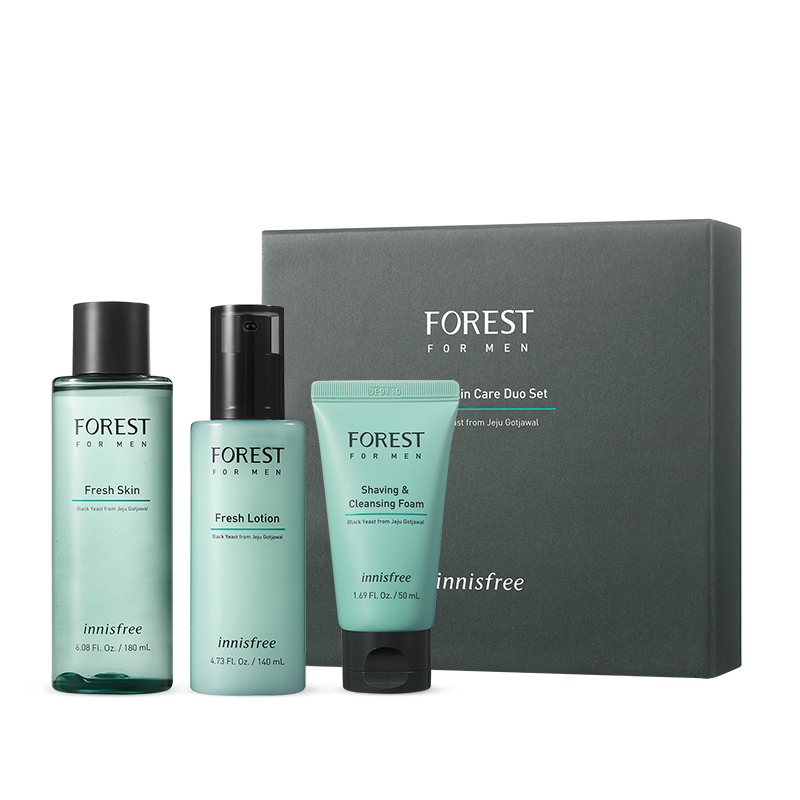 FOREST
FOR MEN
Care Duo Set
from Jeju Gotjawal
innisfree
FOREST
FOR MEN
Fresh Skin
Black Yeast from Jeju Gotjawal
innisfree
6.08 Fl. Oz. / 180 mL
FOREST
FOR MEN
Fresh Lotion
Black Yeast from Jeju Gotjawal
innisfree
4.73 Fl. Oz. / 140 mL
FOREST
FOR MEN
Shaving &
Cleansing Foam
Black Yeast from Jeju Gotjawal
innisfree
1.69 Fl. Oz. / 50 mL